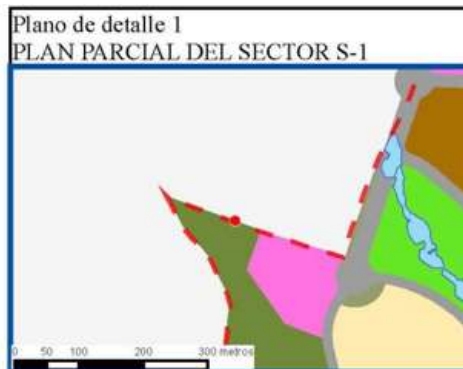 Plano de detalle 1
PLAN PARCIAL DEL SECTOR S-1
0 50 100 200 300 metros